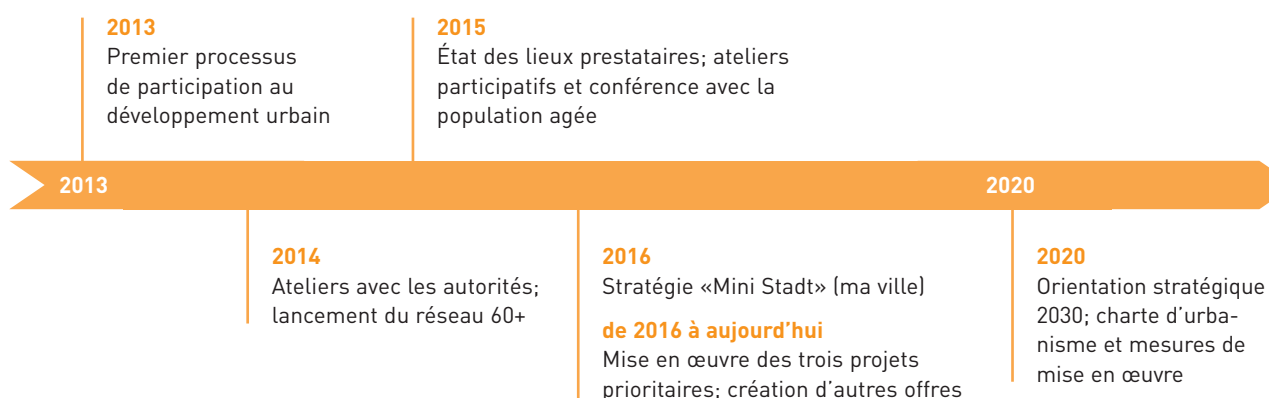 2013
Premier processus
de participation au
développement urbain
2015
État des lieux prestataires; ateliers
participatifs et conférence avec la
population agée
2013
2020
2014
Ateliers avec les autorités;
lancement du réseau 60+
2016
Stratégie «Mini Stadt» (ma ville)
de 2016 à aujourd’hui
Mise en œuvre des trois projets
prioritaires; création d’autres offres
2020
Orientation stratégique
2030; charte d’urba-
nisme et mesures de
mise en œuvre